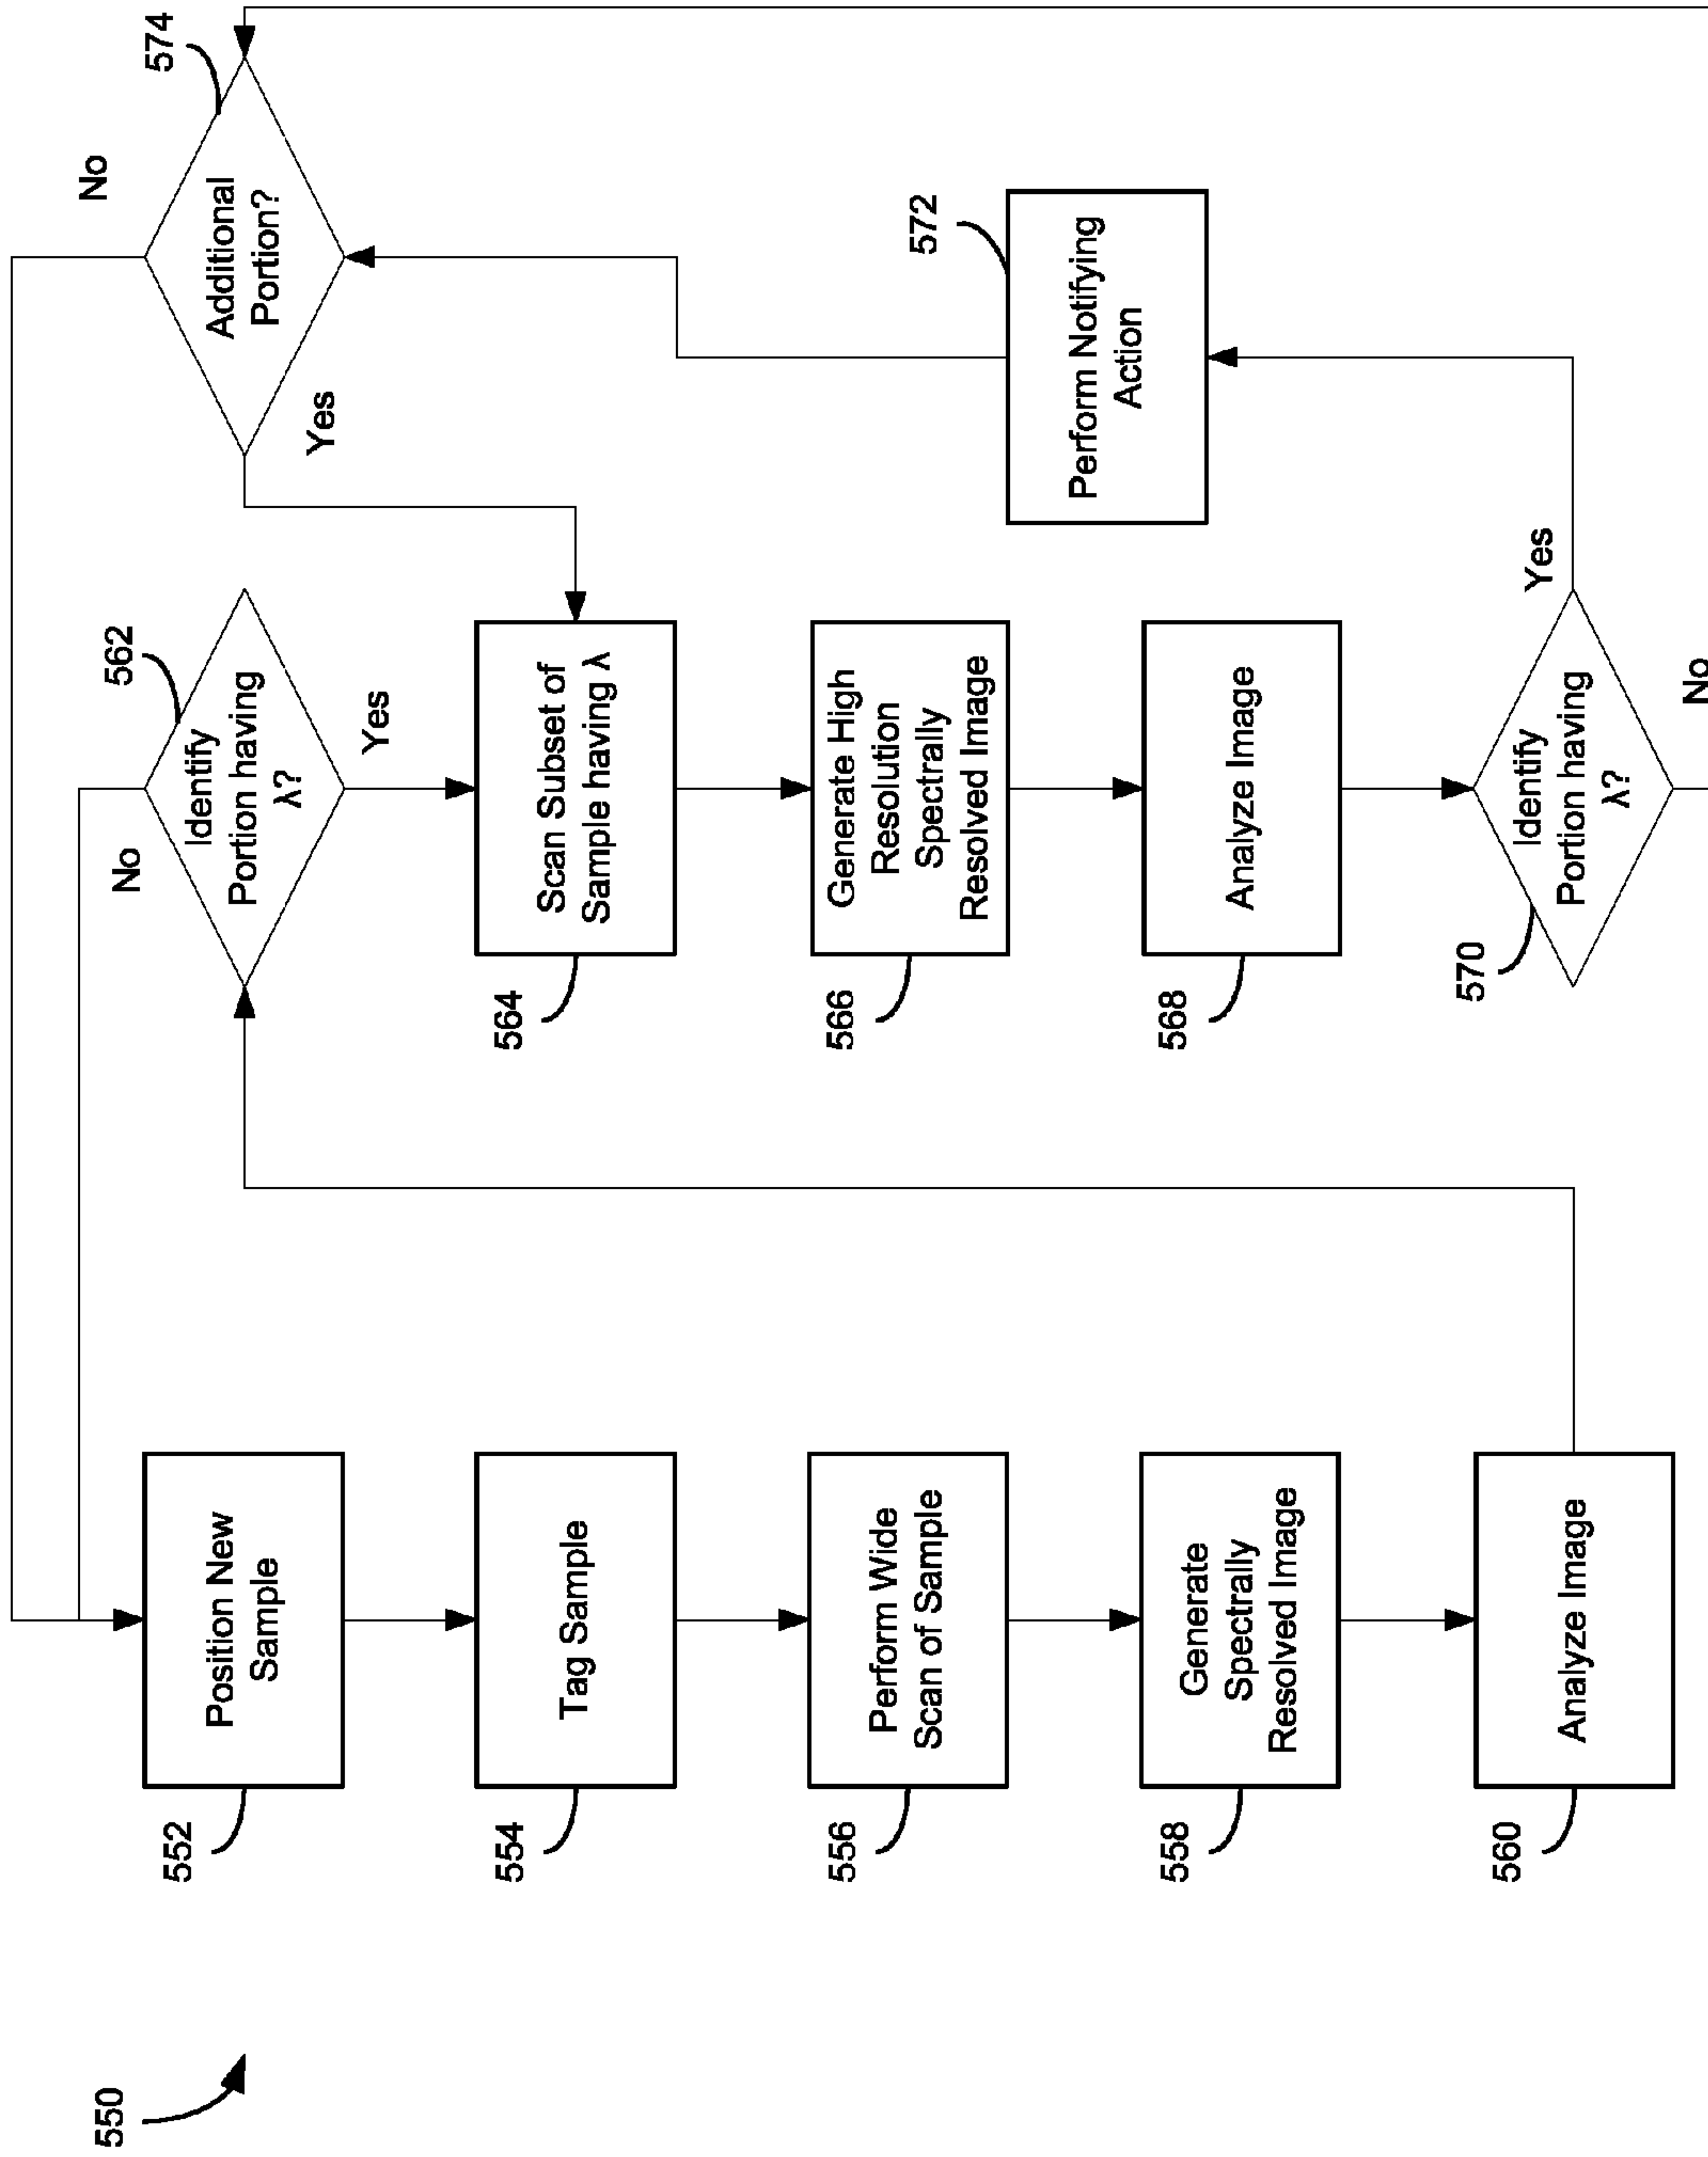 550
552
Position New
Sample
554
Tag Sample
556
Perform Wide
Scan of Sample
558
Generate
Spectrally
Resolved Image
560
Analyze Image
562
Identify
Portion having
λ?
No
Yes
564
Scan Subset of
Sample having λ
566
Generate High
Resolution
Spectrally
Resolved Image
568
Analyze Image
570
Identify
Portion having
λ?
Yes
No
572
Perform Notifying
Action
574
Additional
Portion?
No
Yes